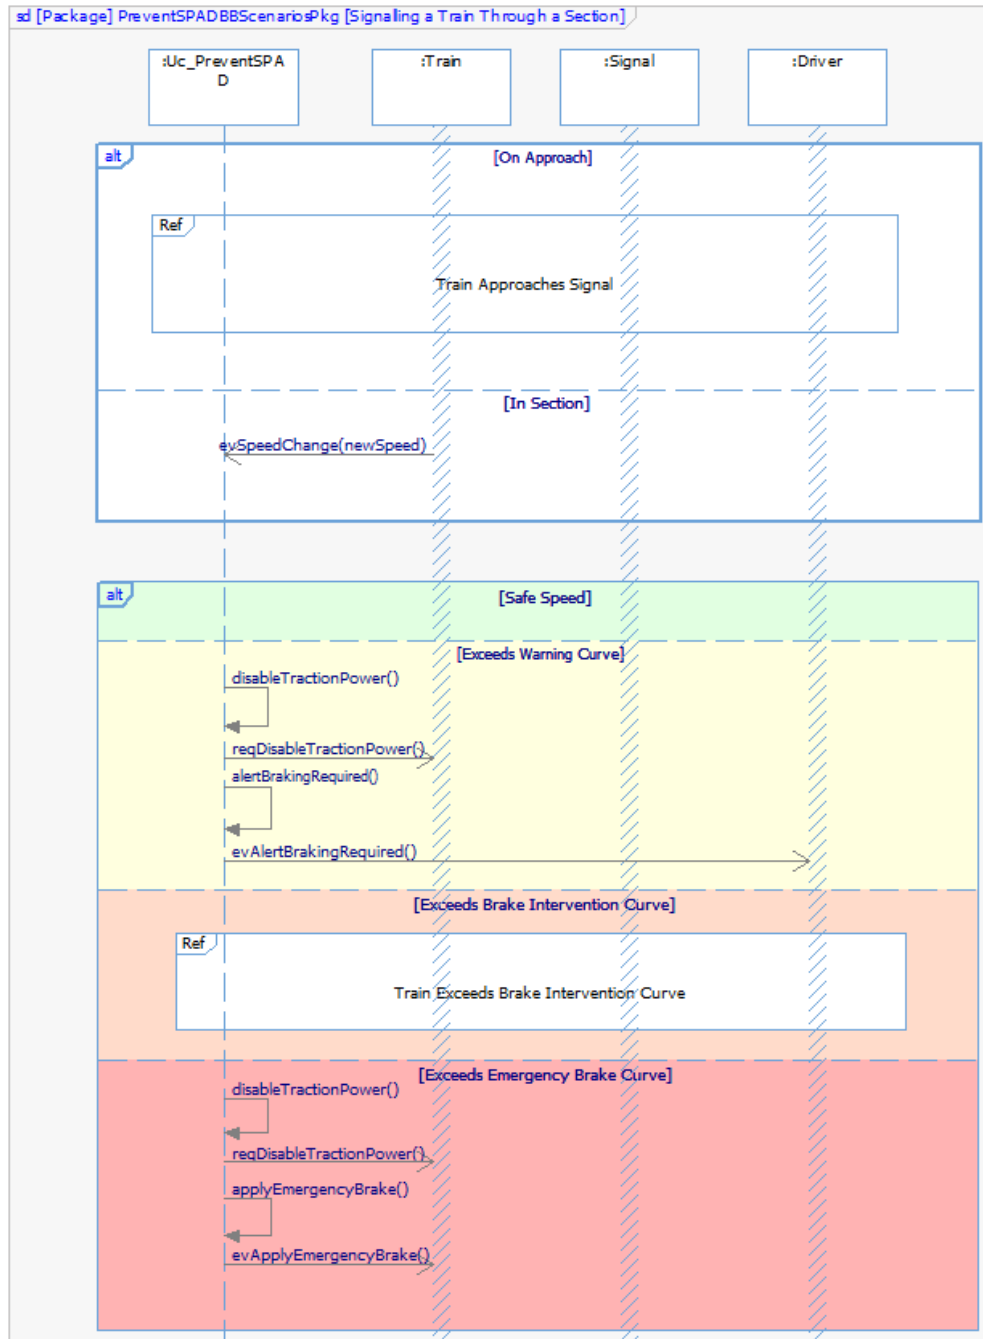 sd [Package] PreventSPADBBScenariosPkg [Signalling a Train Through a Section]
:Uc_PreventSPA
D
:Train
:Signal
:Driver
alt
[On Approach]
Ref
Train Approaches Signal
[In Section]
evSpeedChange(newSpeed)
alt
[Safe Speed]
[Exceeds Warning Curve]
disableTractionPower()
reqDisableTractionPower()
alertBrakingRequired()
evAlertBrakingRequired()
[Exceeds Brake Intervention Curve]
Ref
Train Exceeds Brake Intervention Curve
[Exceeds Emergency Brake Curve]
disableTractionPower()
reqDisableTractionPower()
applyEmergencyBrake()
evApplyEmergencyBrake()